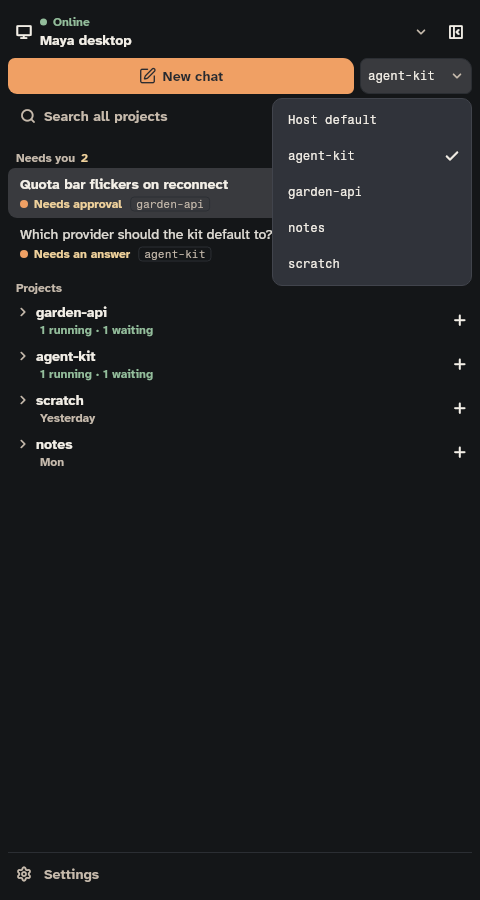 Online
Maya desktop
New chat
agent-kit
Search all projects
Host default
agent-kit
garden-api
notes
scratch
Needs you 2
Quota bar flickers on reconnect
Needs approval garden-api
Which provider should the kit default to?
Needs an answer agent-kit
Projects
garden-api
1 running · 1 waiting
agent-kit
1 running · 1 waiting
scratch
Yesterday
notes
Mon
Settings